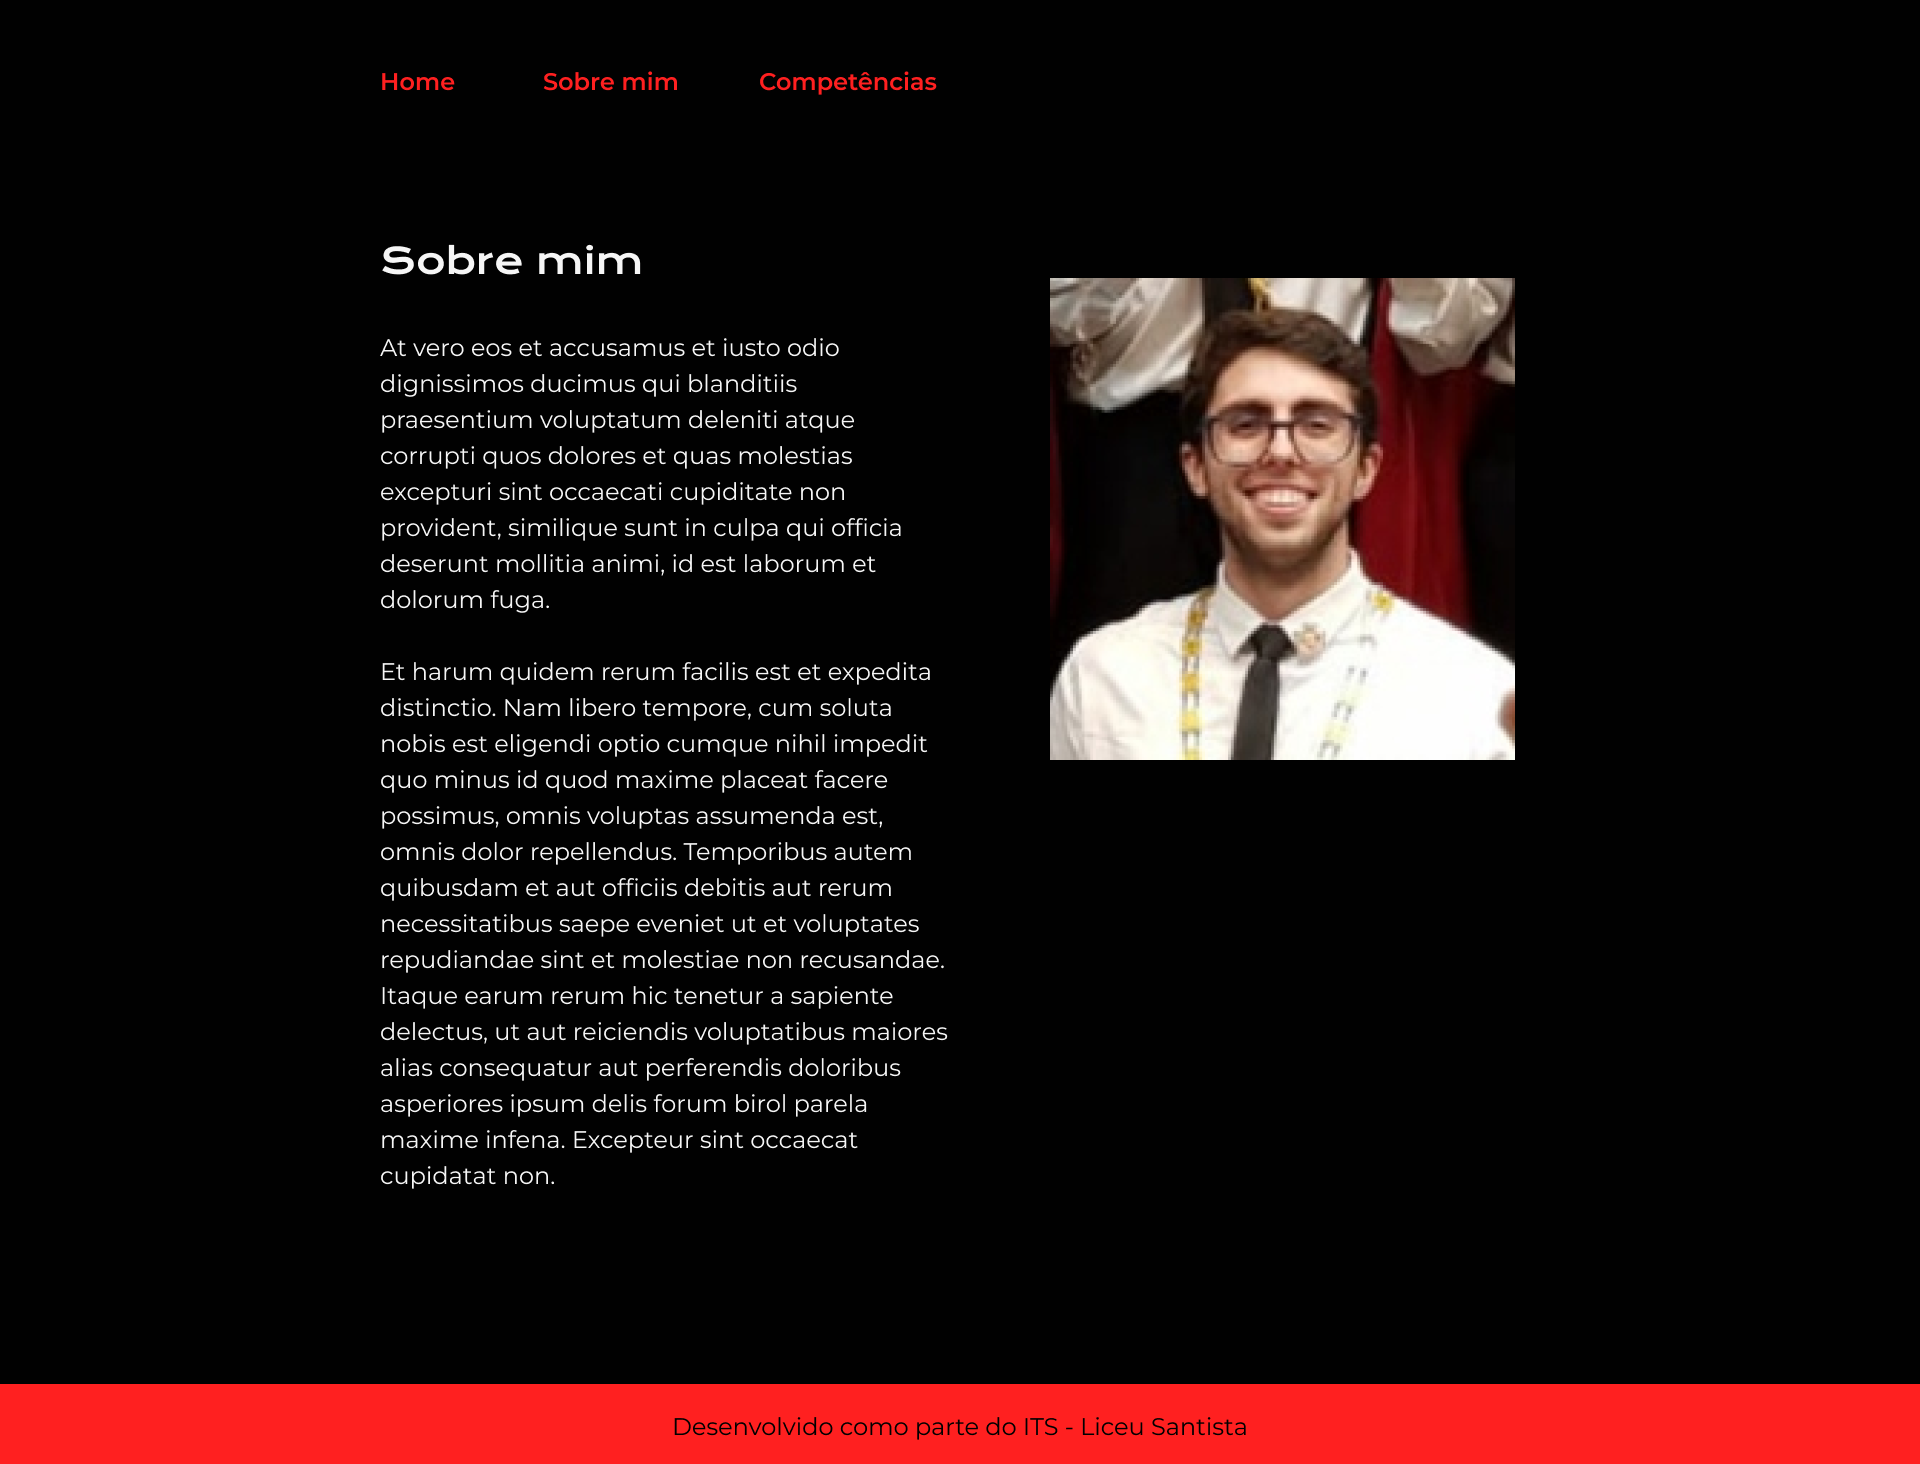 Home Sobre mim Competências
Sobre mim
At vero eos et accusamus et iusto odio
dignissimos ducimus qui blanditiis
praesentium voluptatum deleniti atque
corrupti quos dolores et quas molestias
excepturi sint occaecati cupiditate non
provident, similique sunt in culpa qui officia
deserunt mollitia animi, id est laborum et
dolorum fuga.
Et harum quidem rerum facilis est et expedita
distinctio. Nam libero tempore, cum soluta
nobis est eligendi optio cumque nihil impedit
quo minus id quod maxime placeat facere
possimus, omnis voluptas assumenda est,
omnis dolor repellendus. Temporibus autem
quibusdam et aut officiis debitis aut rerum
necessitatibus saepe eveniet ut et voluptates
repudiandae sint et molestiae non recusandae.
Itaque earum rerum hic tenetur a sapiente
delectus, ut aut reiciendis voluptatibus maiores
alias consequatur aut perferendis doloribus
asperiores ipsum delis forum birol parela
maxime infena. Excepteur sint occaecat
cupidatat non.
Desenvolvido como parte do ITS - Liceu Santista